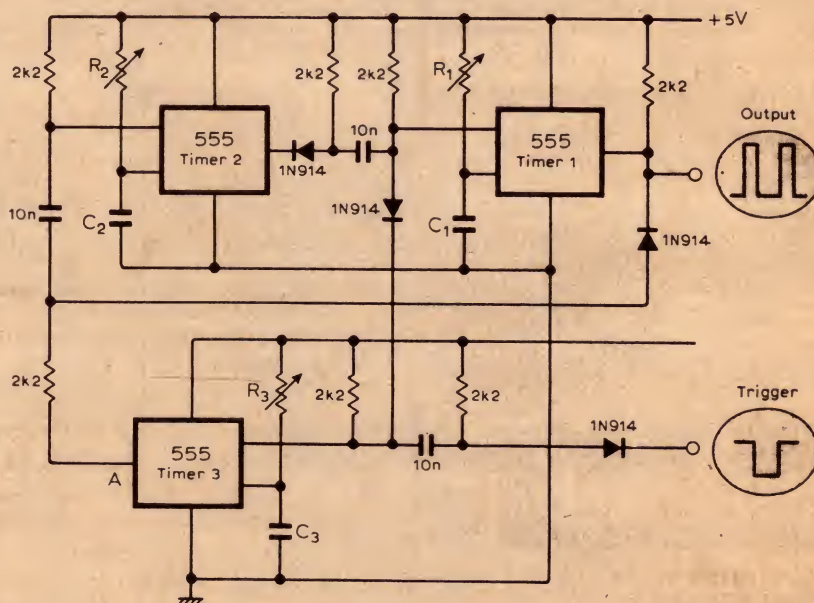 +5V
2k2
R2
2k2
2k2
R1
2k2
Output
555
Timer 2
1N914
10n
555
Timer 1
10n
C2
1N914
C1
1N914
2k2
R3
2k2
2k2
Trigger
1N914
555
Timer 3
10n
A
C3